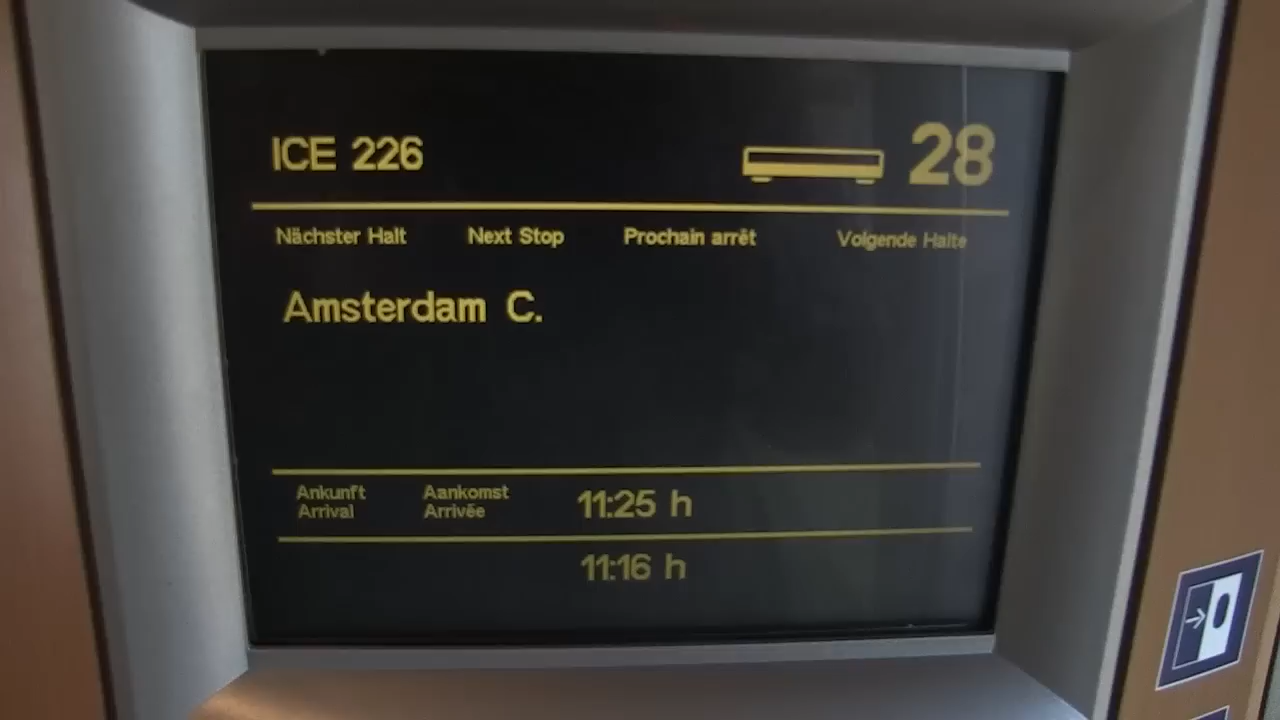 ICE 226 28
Nächster Halt Next Stop Prochain arrêt Volgende Halte
Amsterdam C.
Ankunft Aankomst 11:25 h
Arrival Arrivée
11:16 h